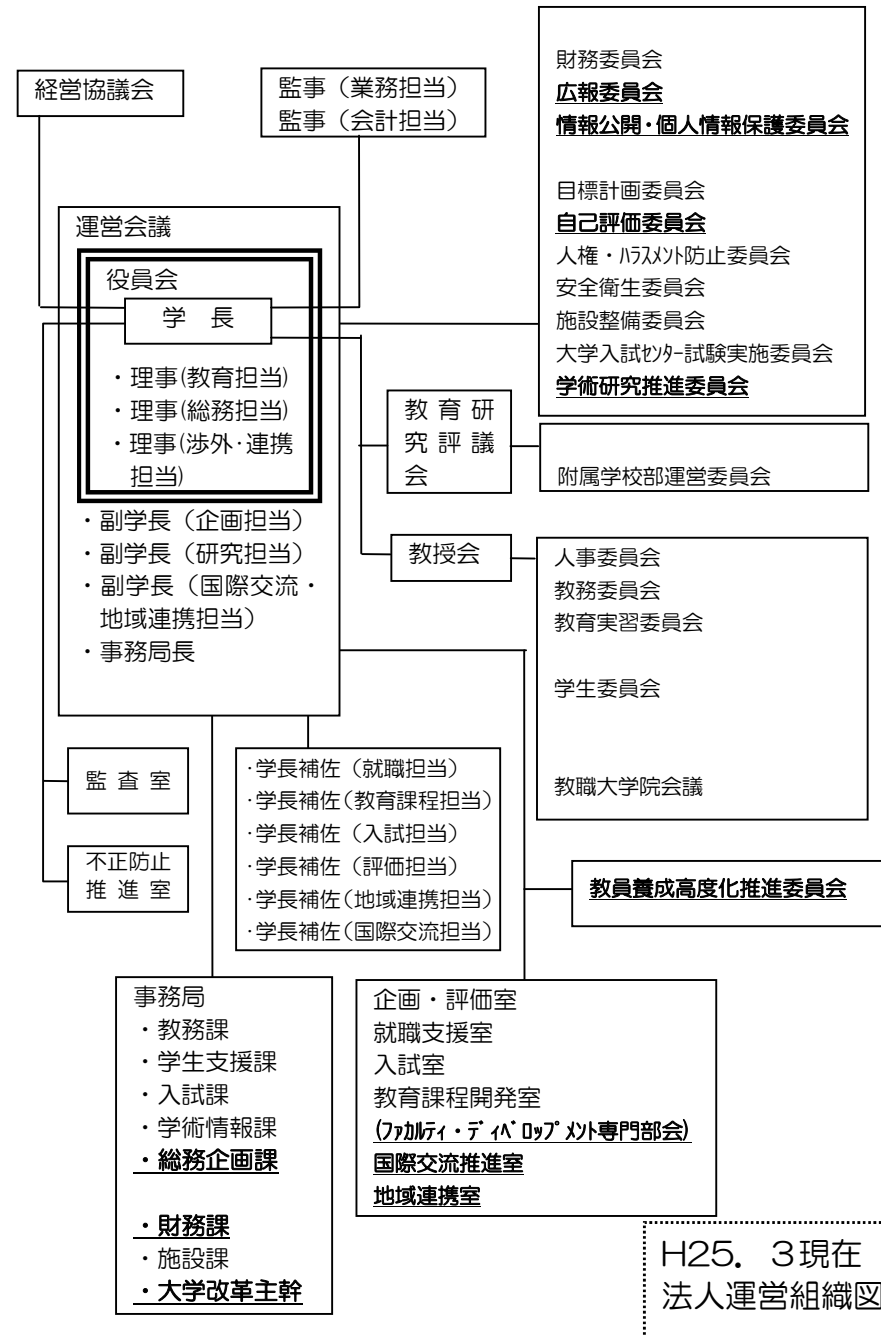 経営協議会
監事（業務担当）
監事（会計担当）
財務委員会
広報委員会
情報公開・個人情報保護委員会
目標計画委員会
自己評価委員会
人権・ﾊﾗｽﾒﾝﾄ防止委員会
安全衛生委員会
施設整備委員会
大学入試ｾﾝﾀｰ試験実施委員会
学術研究推進委員会
運営会議
役員会
学　長
・理事(教育担当)
・理事(総務担当)
・理事(渉外・連携
担当)
・副学長（企画担当）
・副学長（研究担当）
・副学長（国際交流・
地域連携担当）
・事務局長
教 育 研
究 評 議
会
附属学校部運営委員会
教授会
人事委員会
教務委員会
教育実習委員会
学生委員会
教職大学院会議
監 査 室
不正防止
推 進 室
・学長補佐（就職担当）
・学長補佐（教育課程担当）
・学長補佐（入試担当）
・学長補佐（評価担当）
・学長補佐（地域連携担当）
・学長補佐（国際交流担当）
教員養成高度化推進委員会
事務局
・教務課
・学生支援課
・入試課
・学術情報課
・総務企画課
・財務課
・施設課
・大学改革主幹
企画・評価室
就職支援室
入試室
教育課程開発室
(ﾌｧｶﾙﾃｨ・ﾃﾞｨﾍﾞﾛｯﾌﾟﾒﾝﾄ専門部会)
国際交流推進室
地域連携室
H25．3現在
法人運営組織図